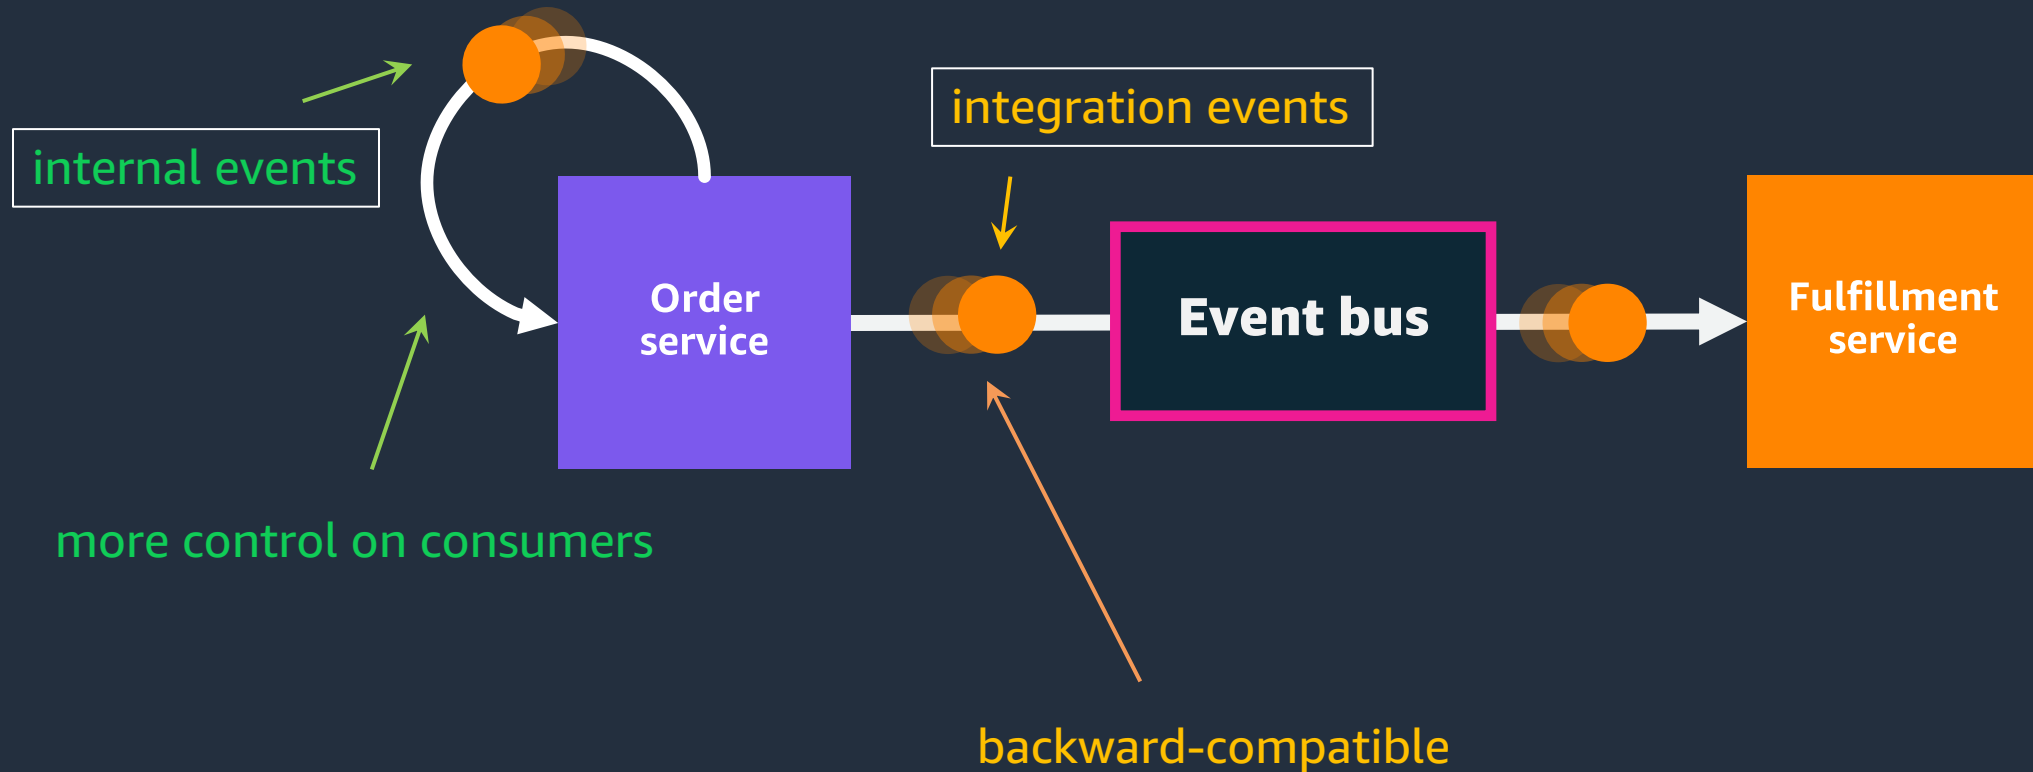 integration events
internal events
Order
service
Event bus
Fulfillment
service
more control on consumers
backward-compatible